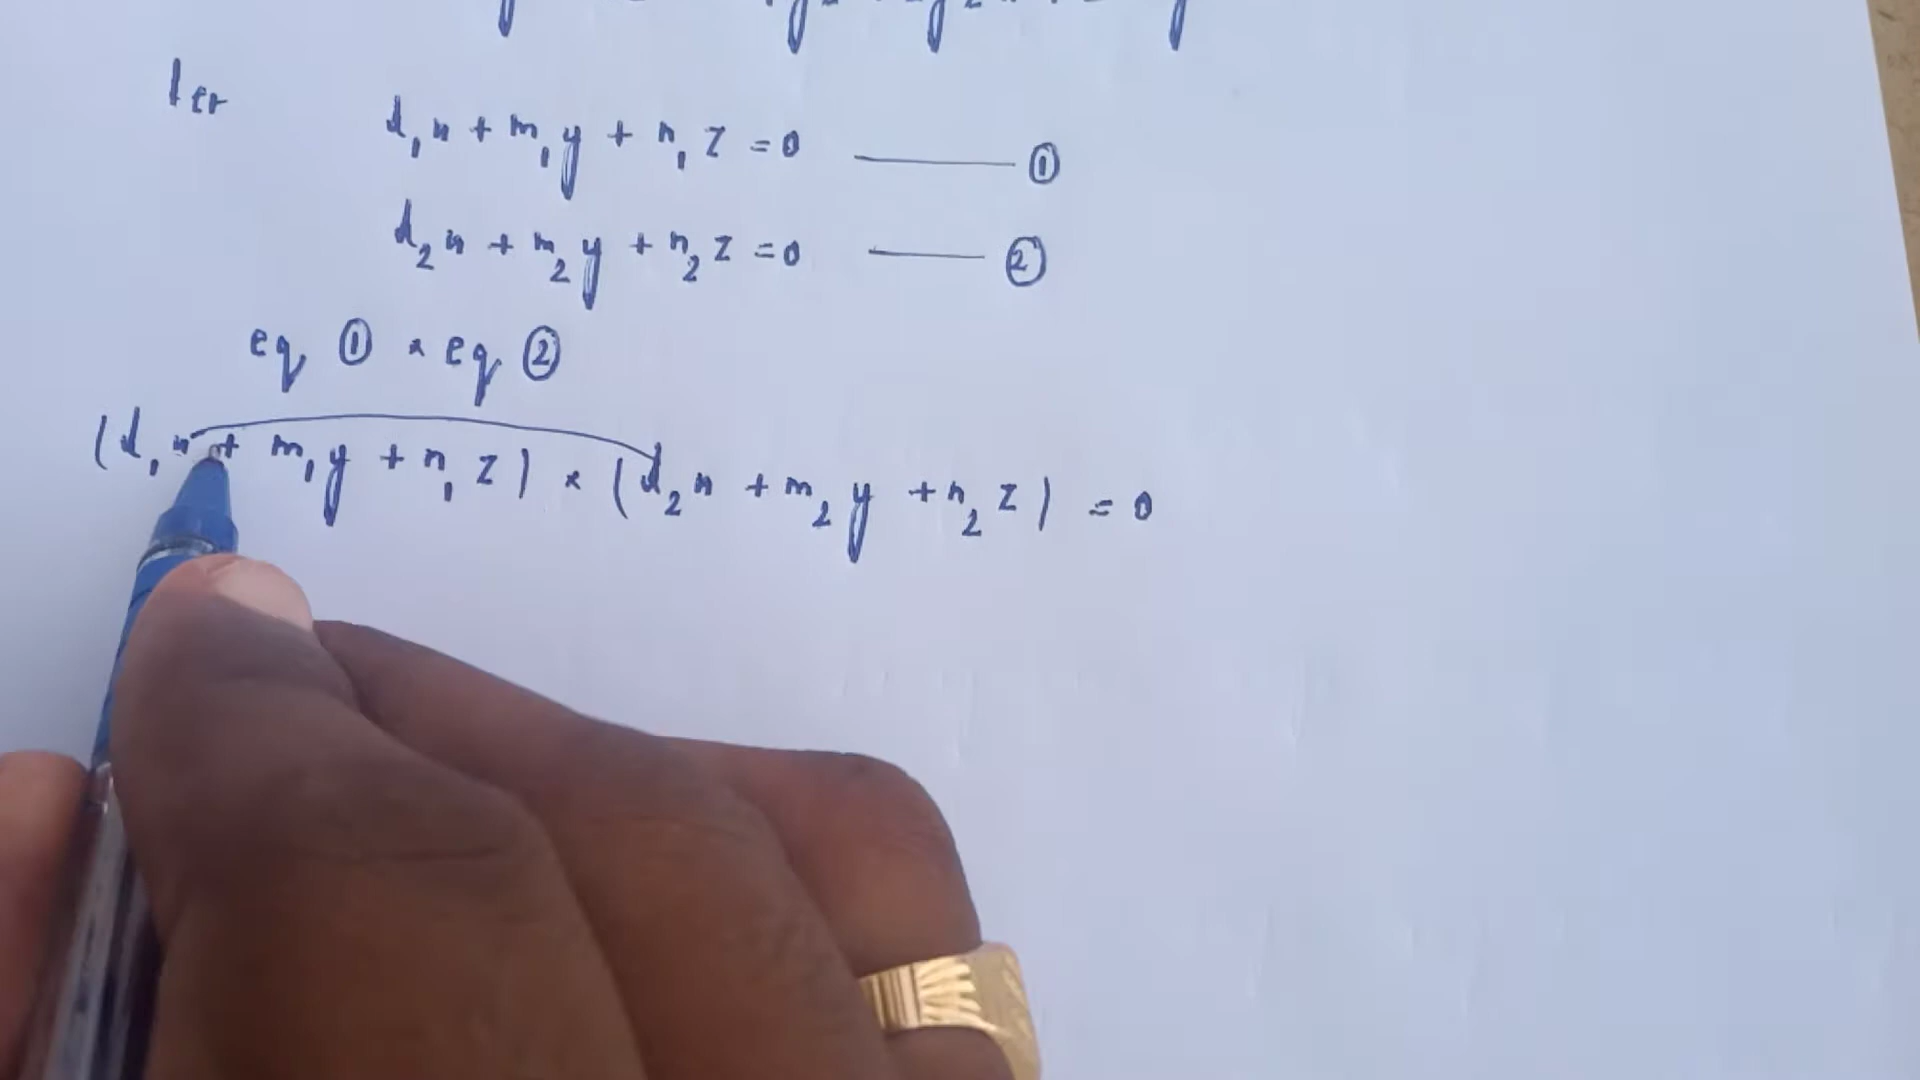 Let
l₁x + m₁y + n₁z = 0 ——— ①
l₂x + m₂y + n₂z = 0 ——— ②
eq ① × eq ②
(l₁x + m₁y + n₁z) × (l₂x + m₂y + n₂z) = 0